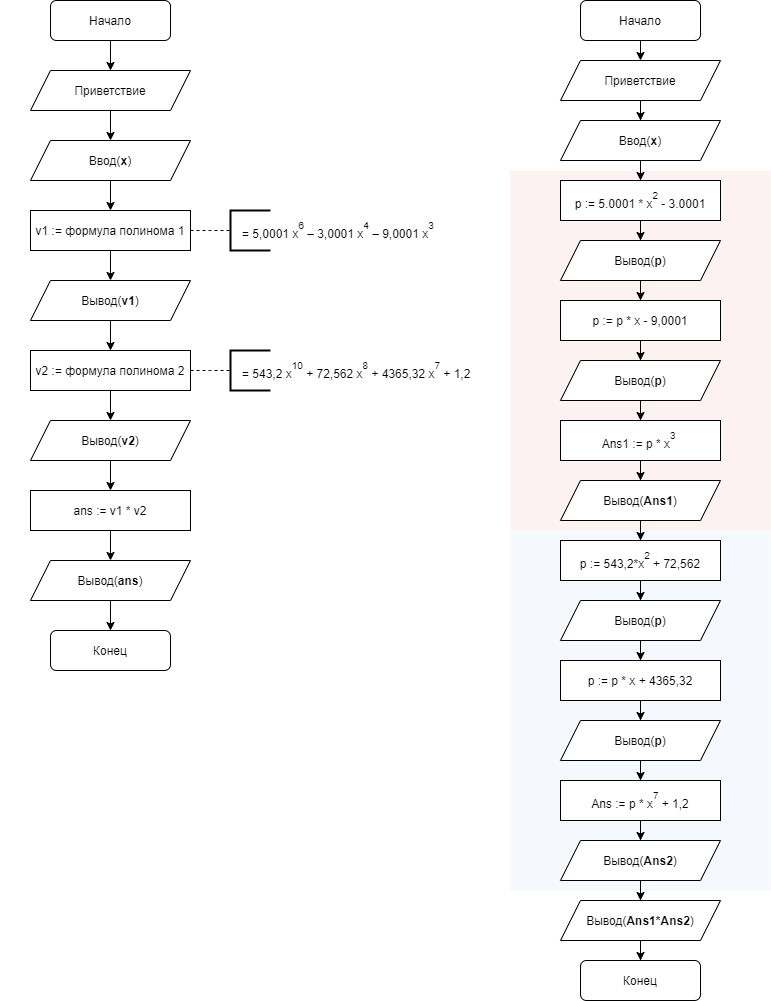 Начало
Приветствие
Ввод(x)
v1 := формула полинома 1
= 5,0001 x⁶ – 3,0001 x⁴ – 9,0001 x³
Вывод(v1)
v2 := формула полинома 2
= 543,2 x¹⁰ + 72,562 x⁸ + 4365,32 x⁷ + 1,2
Вывод(v2)
ans := v1 * v2
Вывод(ans)
Конец
Начало
Приветствие
Ввод(x)
p := 5.0001 * x² - 3.0001
Вывод(p)
p := p * x - 9,0001
Вывод(p)
Ans1 := p * x³
Вывод(Ans1)
p := 543,2*x² + 72,562
Вывод(p)
p := p * x + 4365,32
Вывод(p)
Ans := p * x⁷ + 1,2
Вывод(Ans2)
Вывод(Ans1*Ans2)
Конец